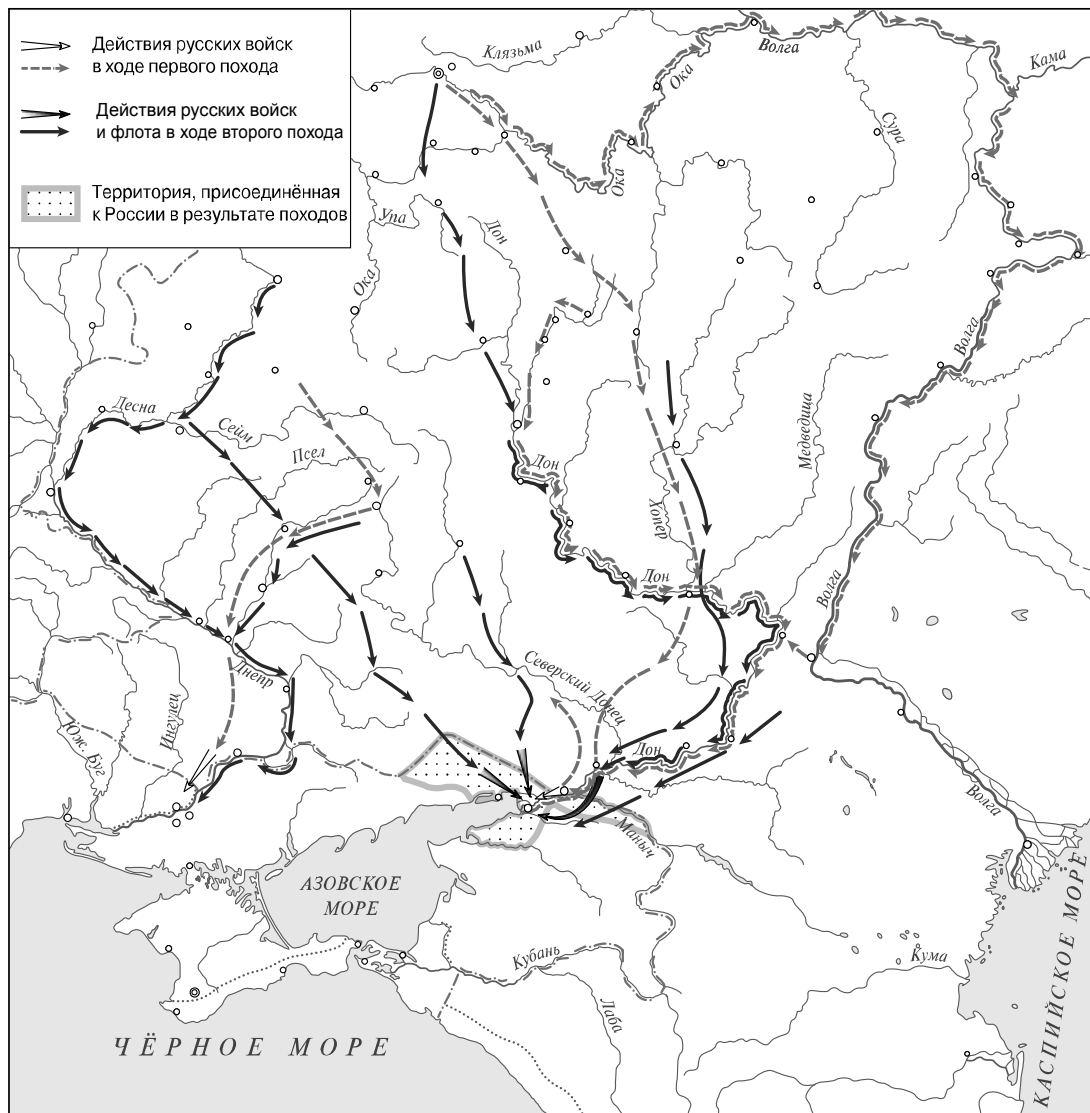 Действия русских войск
в ходе первого похода
Действия русских войск
и флота в ходе второго похода
Территория, присоединённая
к России в результате походов
Клязьма
Волга
Ока
Кама
Сура
Ока
Упа
Дон
Ока
Волга
Десна
Сейм
Псел
Медведица
Дон
Хопер
Дон
Волга
Северский Донец
Днепр
Ингулец
Юж. Буг
Дон
Волга
Маныч
АЗОВСКОЕ
МОРЕ
Кубань
Кума
Лаба
ЧЁРНОЕ МОРЕ
КАСПИЙСКОЕ МОРЕ